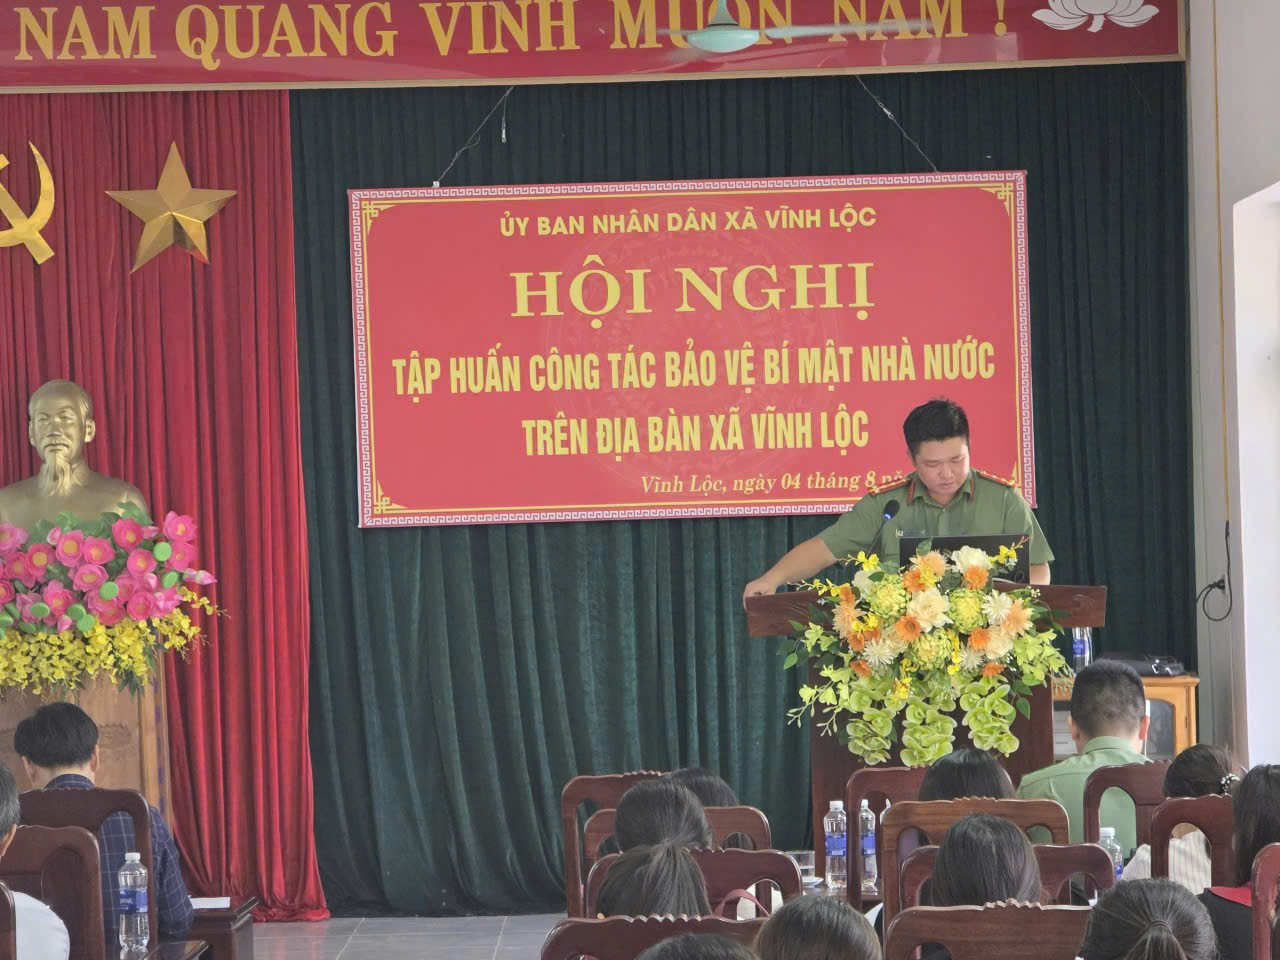 NAM QUANG VINH MUÔN NĂM !
ỦY BAN NHÂN DÂN XÃ VĨNH LỘC
HỘI NGHỊ
TẬP HUẤN CÔNG TÁC BẢO VỆ BÍ MẬT NHÀ NƯỚC
TRÊN ĐỊA BÀN XÃ VĨNH LỘC
Vĩnh Lộc, ngày 04 tháng 8